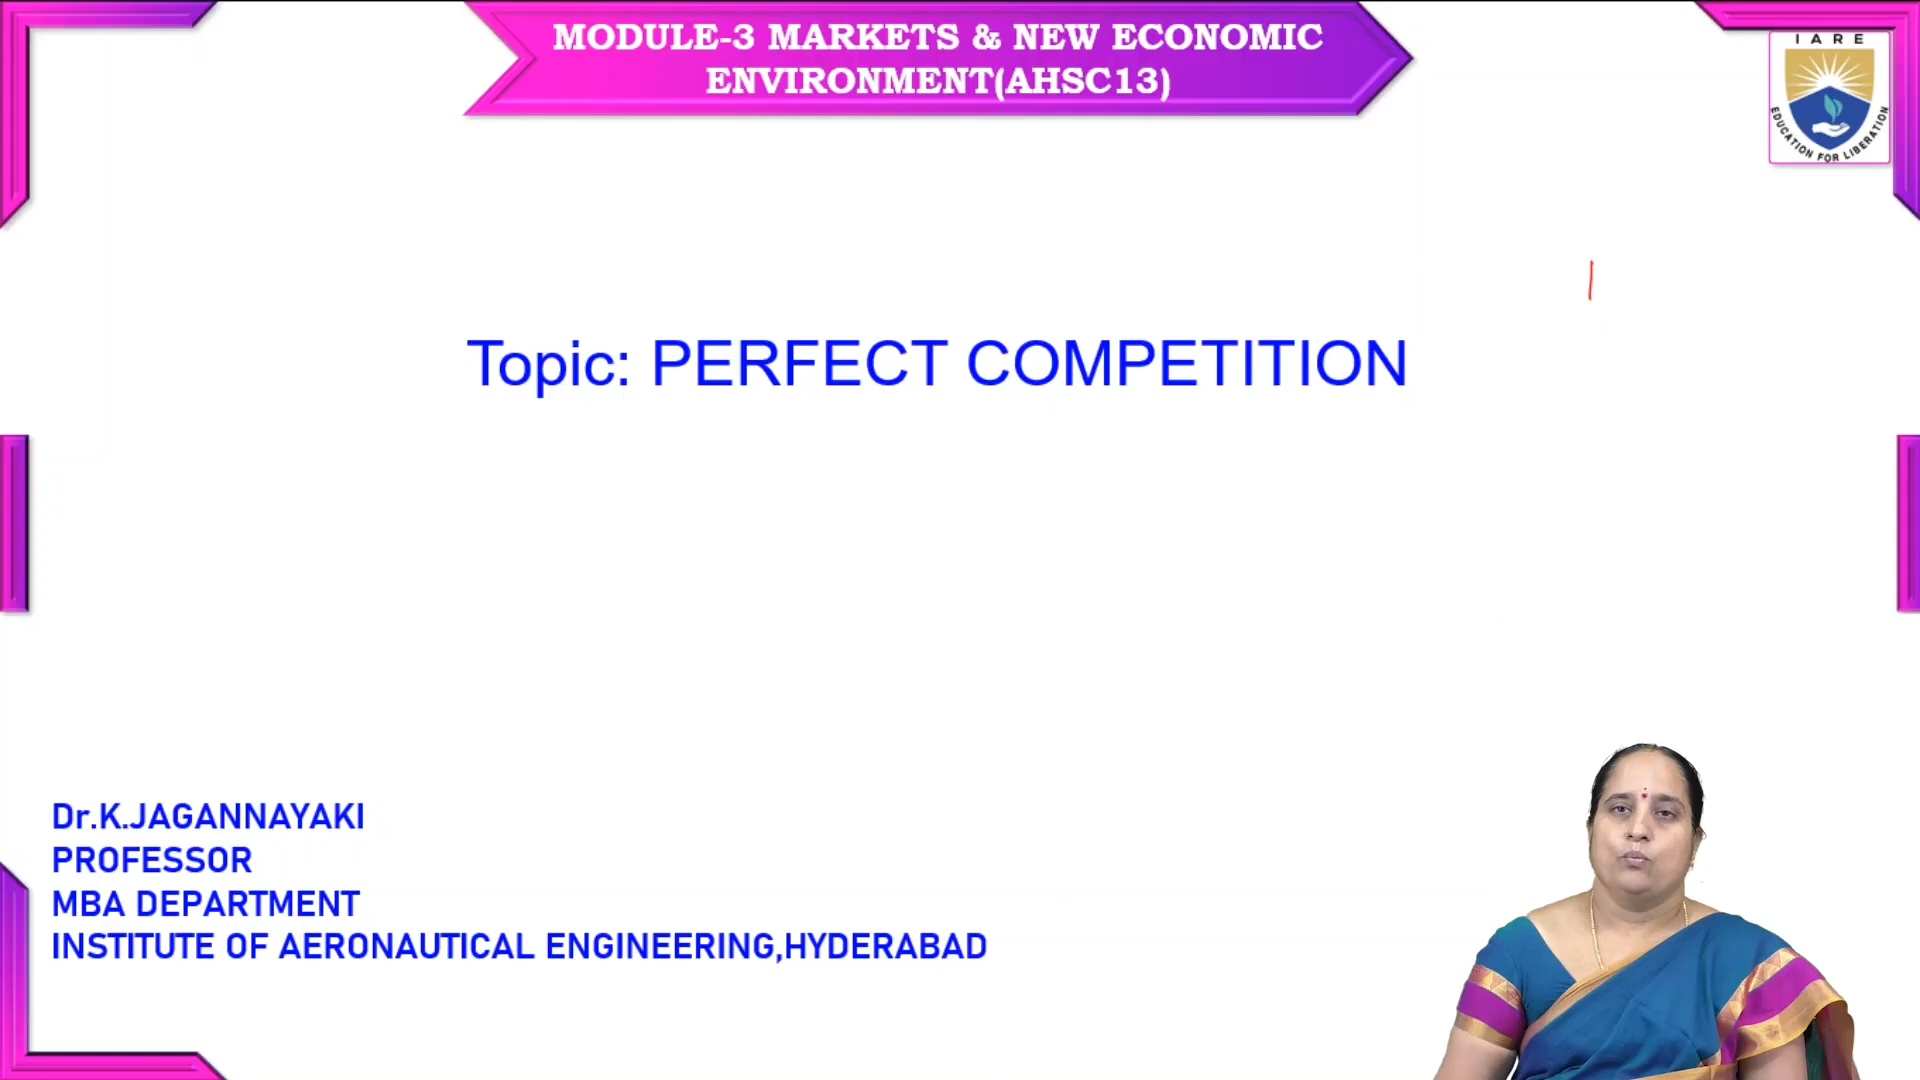 MODULE-3 MARKETS & NEW ECONOMIC
ENVIRONMENT(AHSC13)
IARE
EDUCATION FOR LIBERATION
Topic: PERFECT COMPETITION
Dr.K.JAGANNAYAKI
PROFESSOR
MBA DEPARTMENT
INSTITUTE OF AERONAUTICAL ENGINEERING,HYDERABAD